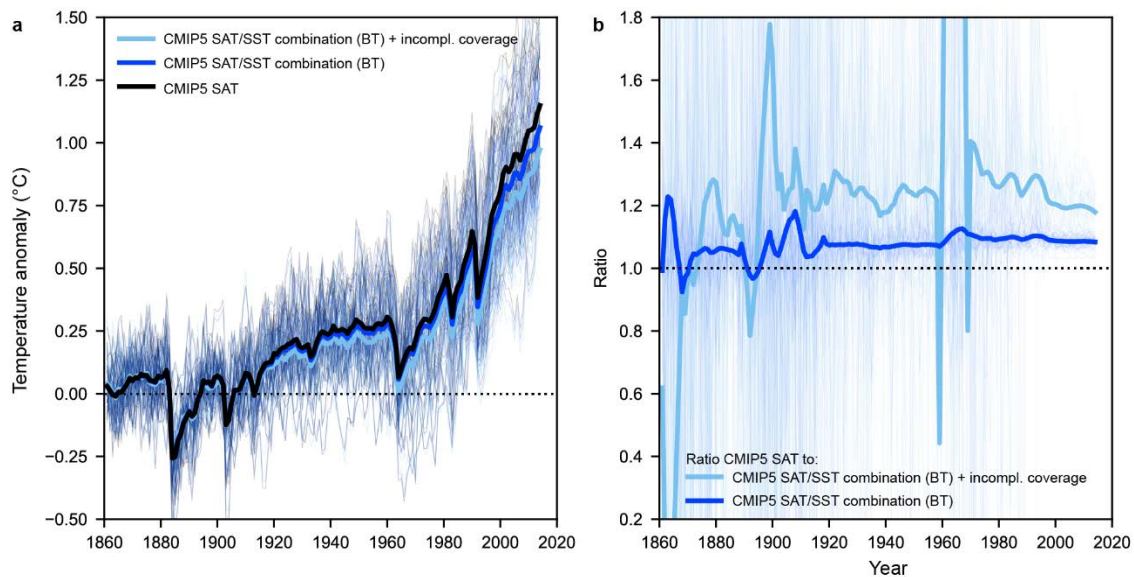 a
CMIP5 SAT/SST combination (BT) + incompl. coverage
CMIP5 SAT/SST combination (BT)
CMIP5 SAT
Temperature anomaly (°C)
1.50
1.25
1.00
0.75
0.50
0.25
0.00
−0.25
−0.50
1860 1880 1900 1920 1940 1960 1980 2000 2020
b
Ratio
1.8
1.6
1.4
1.2
1.0
0.8
0.6
0.4
0.2
Ratio CMIP5 SAT to:
CMIP5 SAT/SST combination (BT) + incompl. coverage
CMIP5 SAT/SST combination (BT)
1860 1880 1900 1920 1940 1960 1980 2000 2020
Year